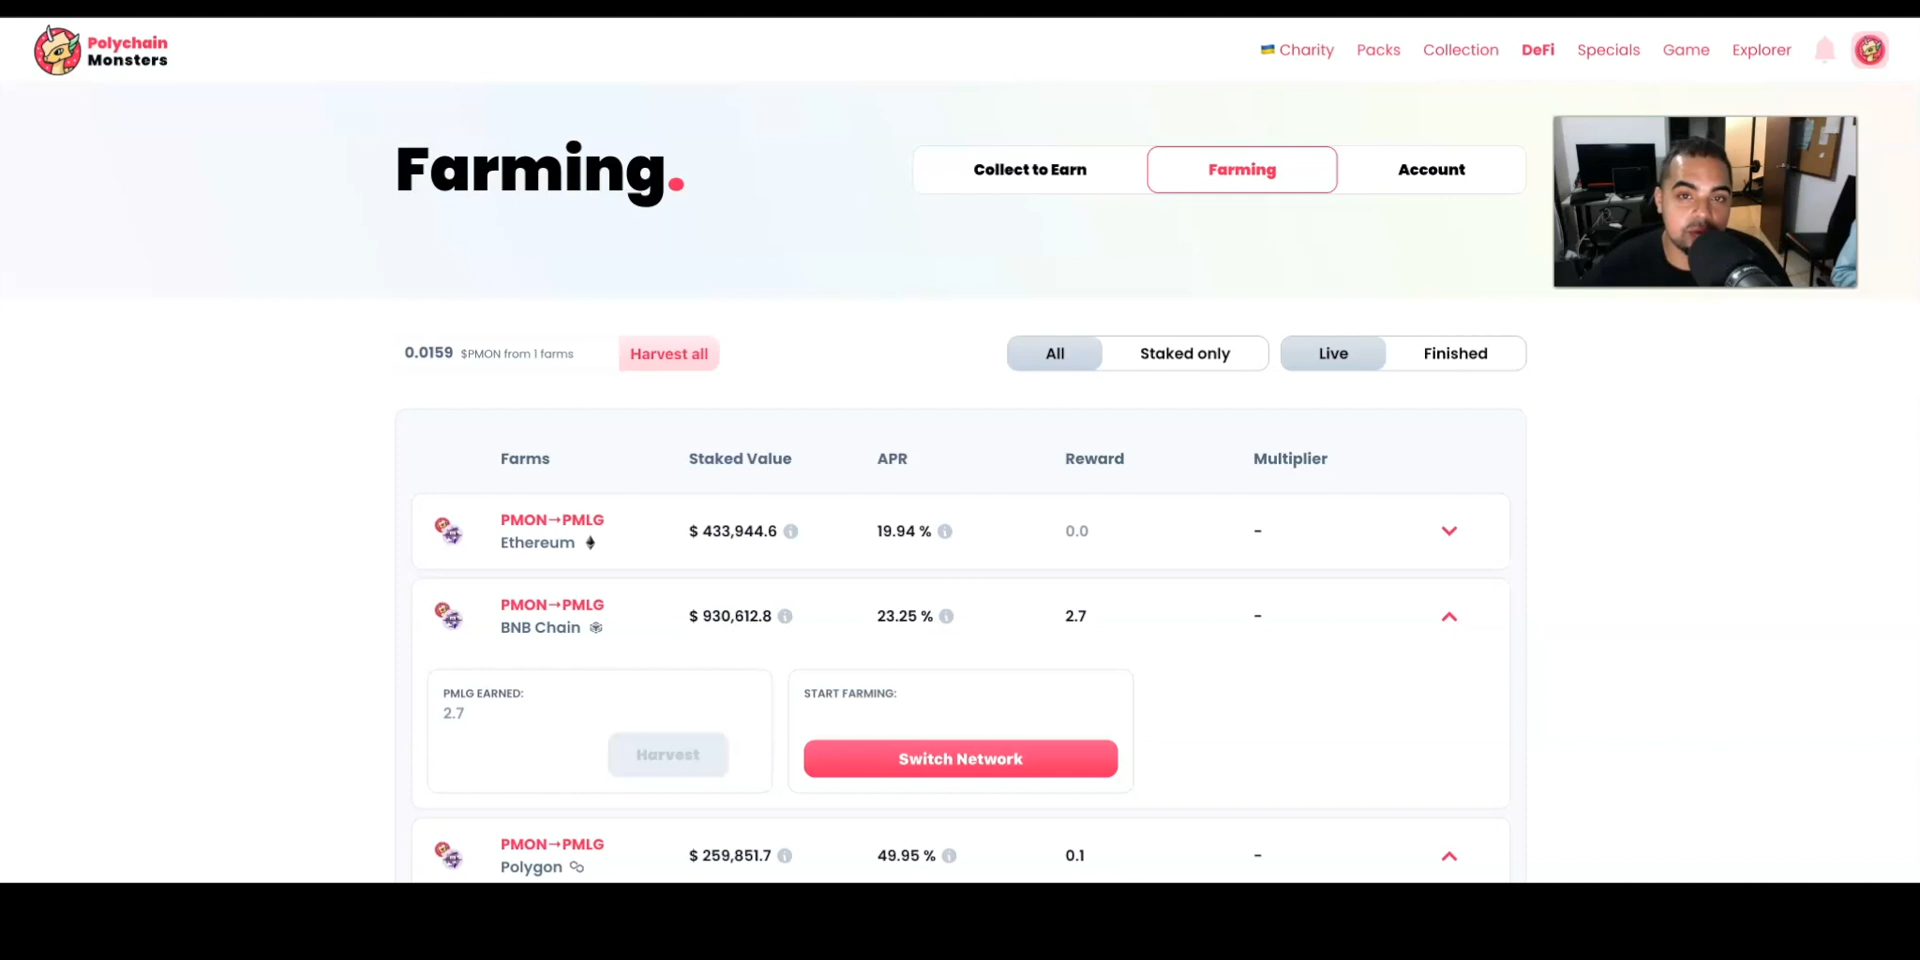 Polychain
Monsters
Charity Packs Collection DeFi Specials Game Explorer
Farming.
Collect to Earn Farming Account
0.0159 $PMON from 1 farms Harvest all
All Staked only Live Finished
Farms Staked Value APR Reward Multiplier
PMON→PMLG
Ethereum
$ 433,944.6 19.94 % 0.0 -
PMON→PMLG
BNB Chain
$ 930,612.8 23.25 % 2.7 -
PMLG EARNED:
2.7
Harvest
START FARMING:
Switch Network
PMON→PMLG
Polygon
$ 259,851.7 49.95 % 0.1 -